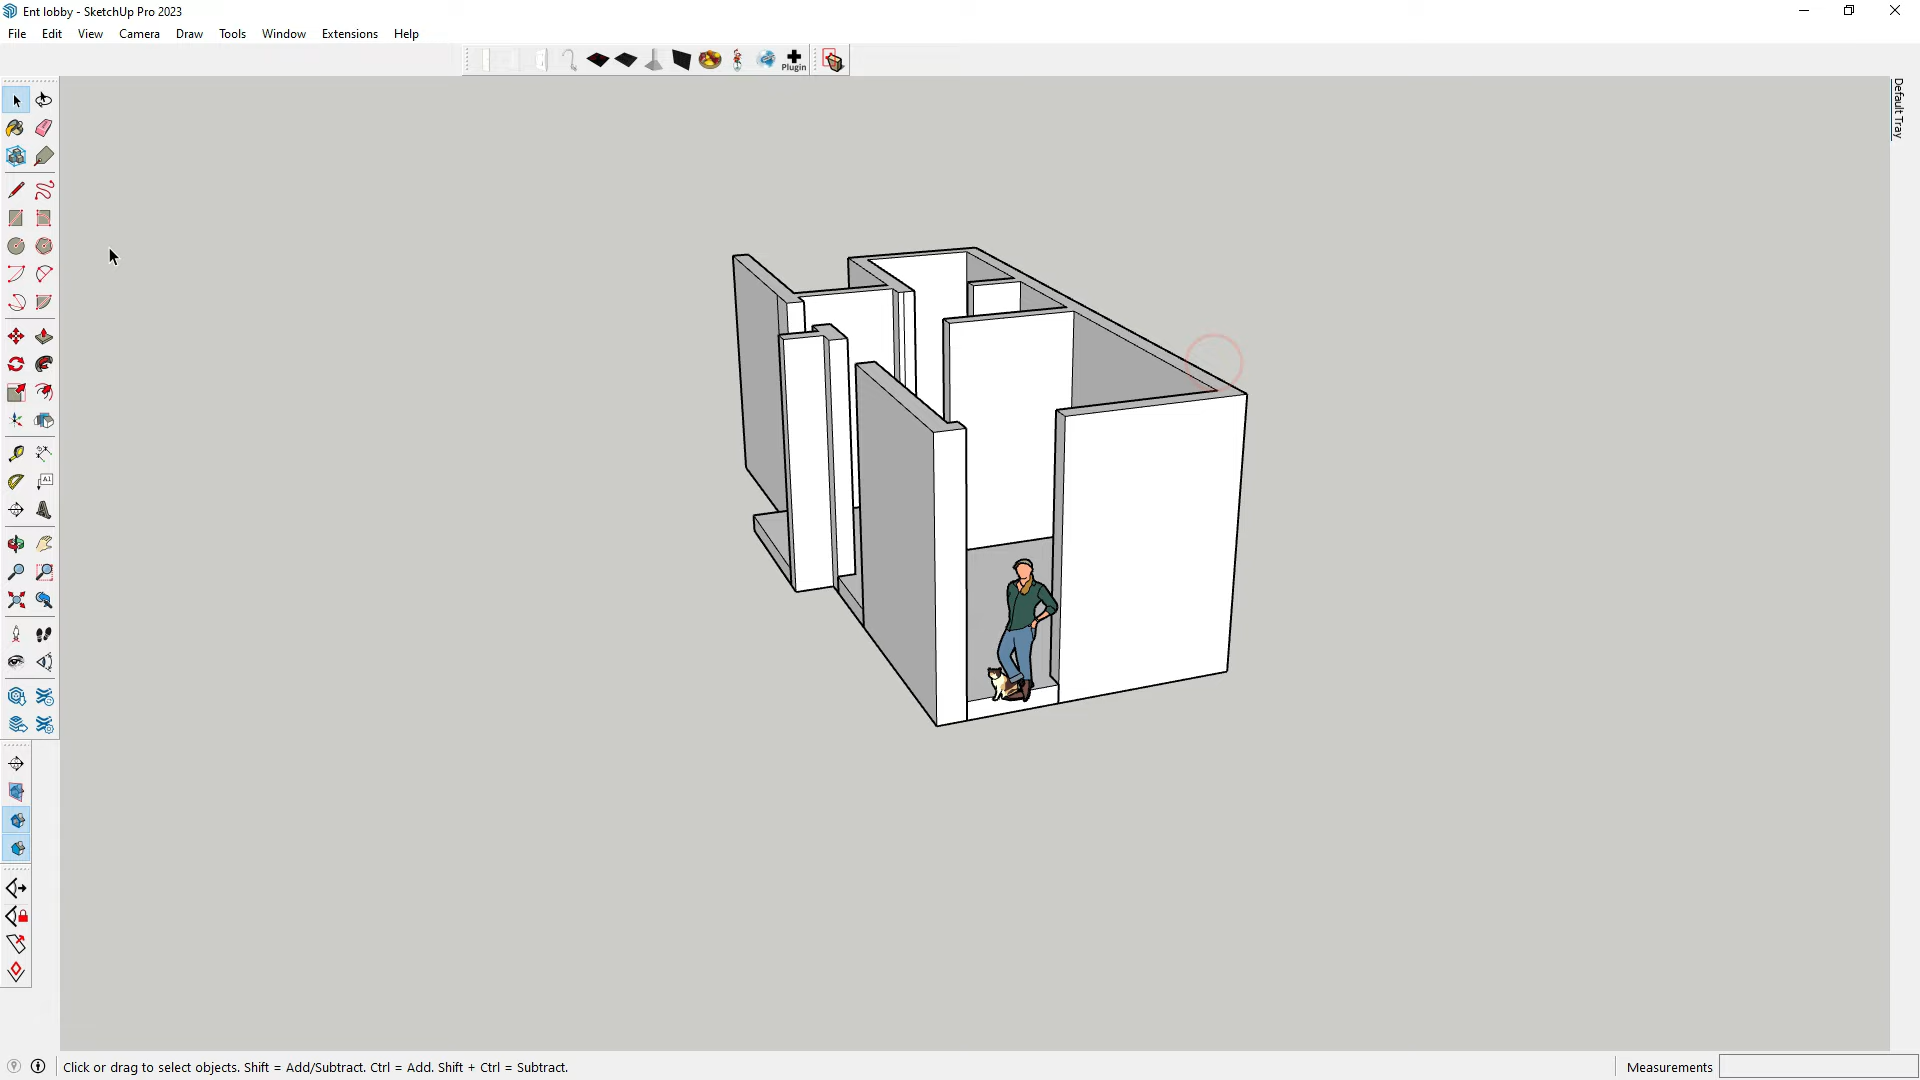 Ent lobby - SketchUp Pro 2023
File Edit View Camera Draw Tools Window Extensions Help
Plugin
Default Tray
A1
Click or drag to select objects. Shift = Add/Subtract. Ctrl = Add. Shift + Ctrl = Subtract.
Measurements